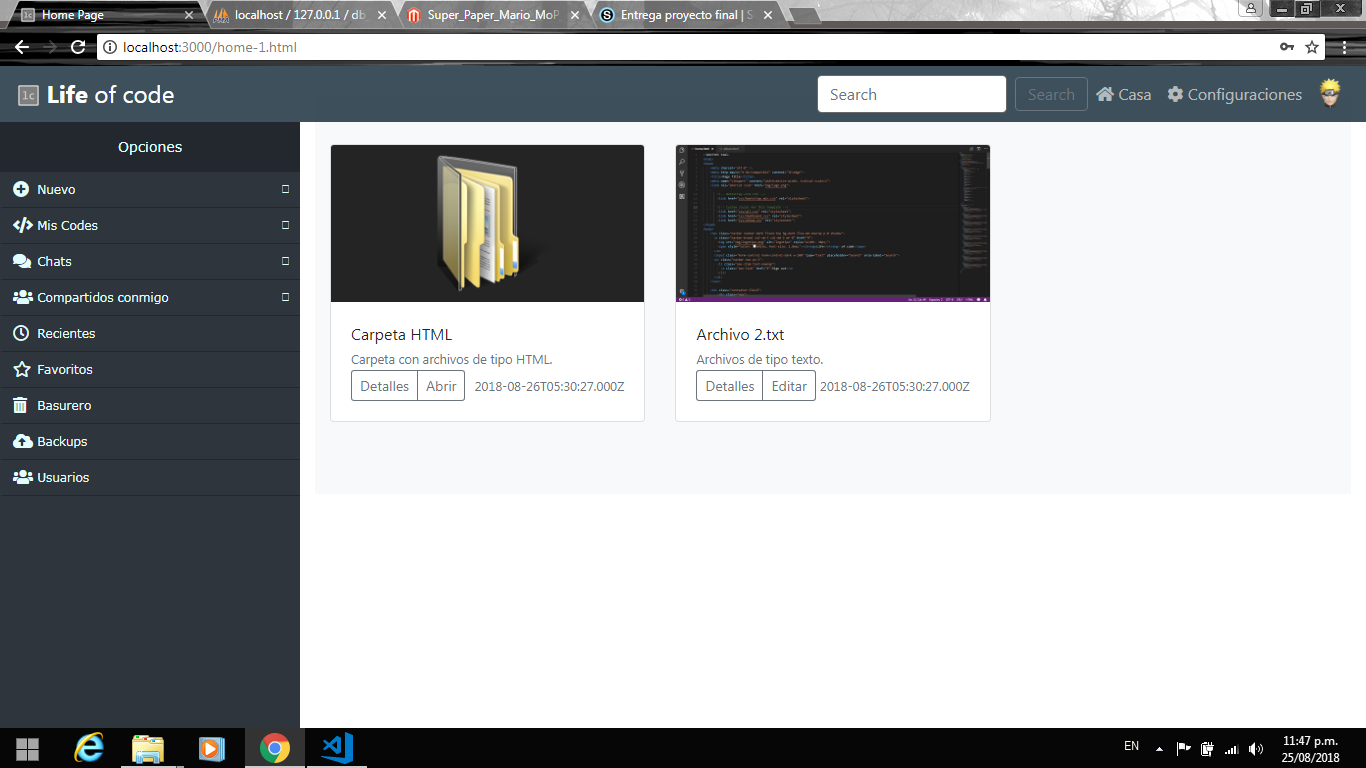 Home Page
localhost / 127.0.0.1 / db
Super_Paper_Mario_MoP
Entrega proyecto final | S
localhost:3000/home-1.html
1c Life of code
Search
Search
Casa
Configuraciones
Opciones
Nuevo
Mis Codes
Chats
Compartidos conmigo
Recientes
Favoritos
Basurero
Backups
Usuarios
Carpeta HTML
Carpeta con archivos de tipo HTML.
Detalles Abrir 2018-08-26T05:30:27.000Z
Archivo 2.txt
Archivos de tipo texto.
Detalles Editar 2018-08-26T05:30:27.000Z
EN
11:47 p.m.
25/08/2018